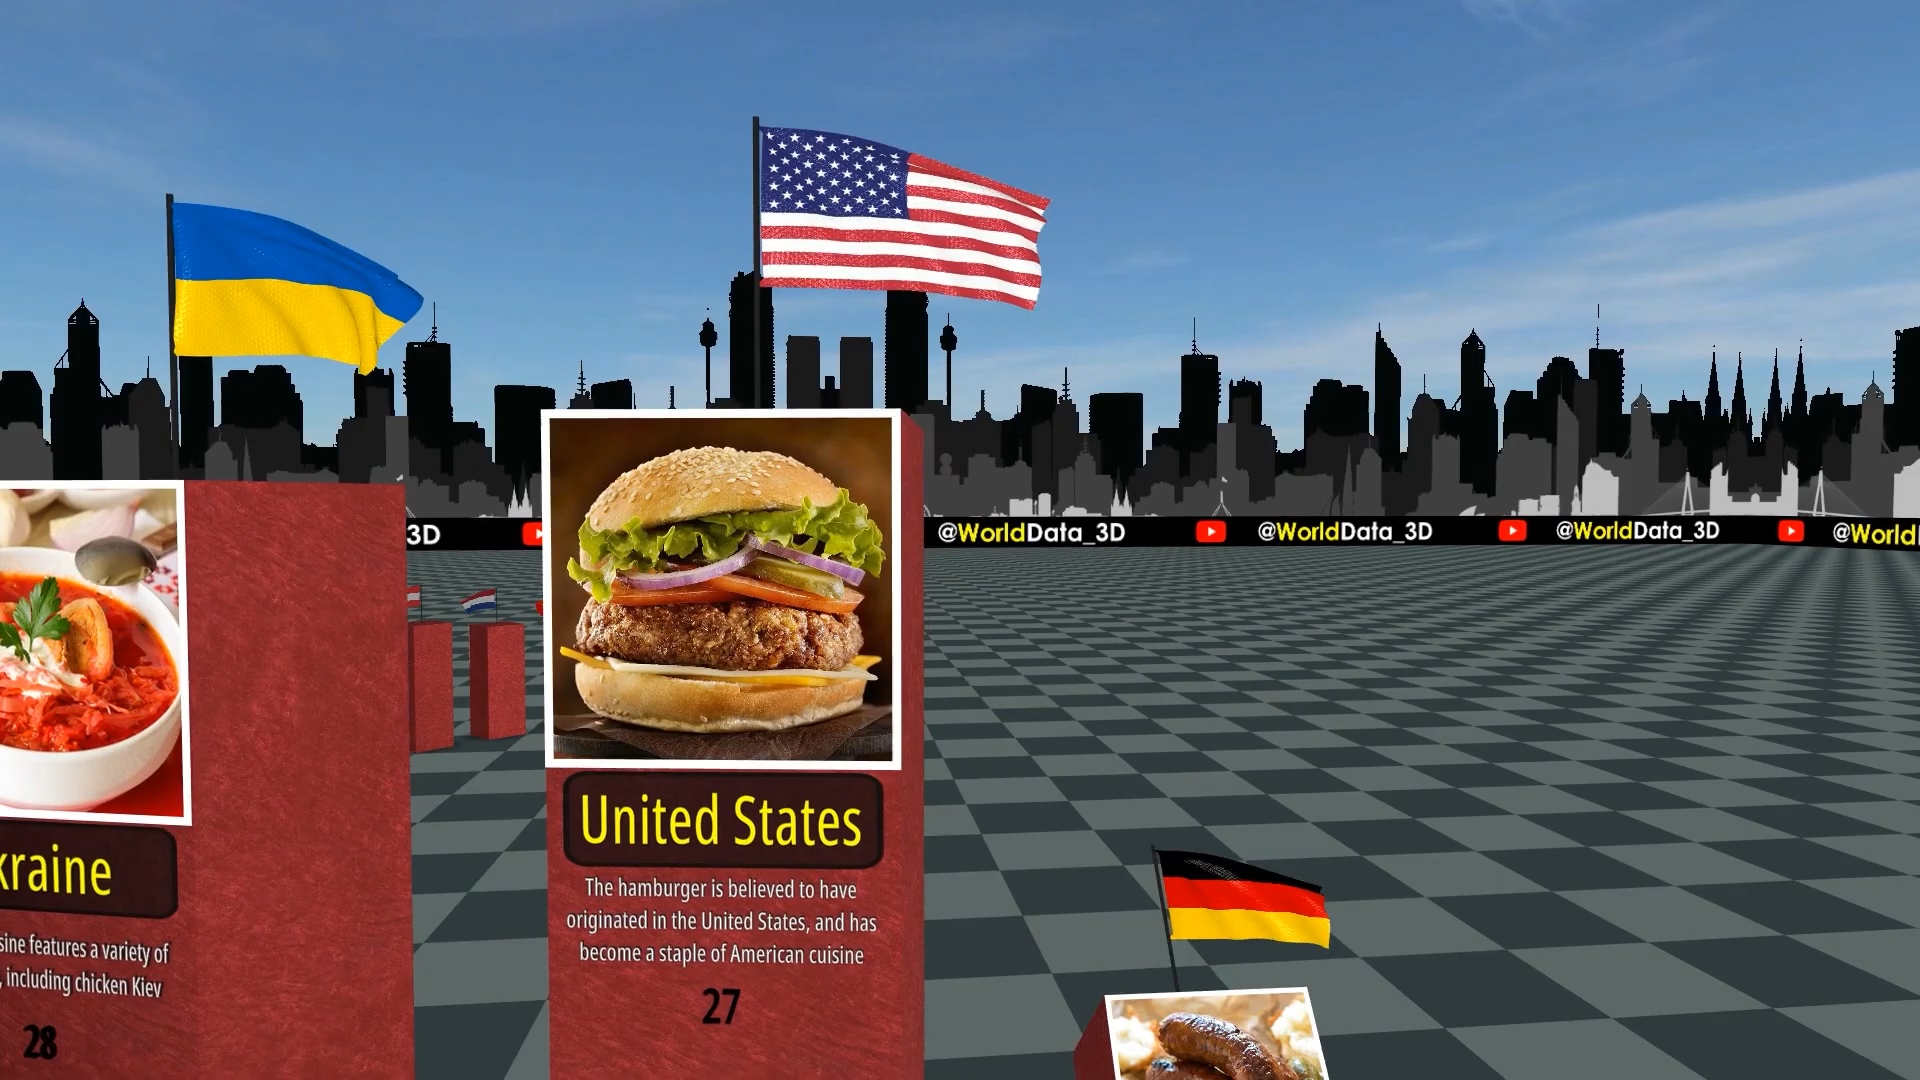 3D
@WorldData_3D
@WorldData_3D
@WorldData_3D
@World
kraine
sine features a variety of
, including chicken Kiev
28
United States
The hamburger is believed to have
originated in the United States, and has
become a staple of American cuisine
27